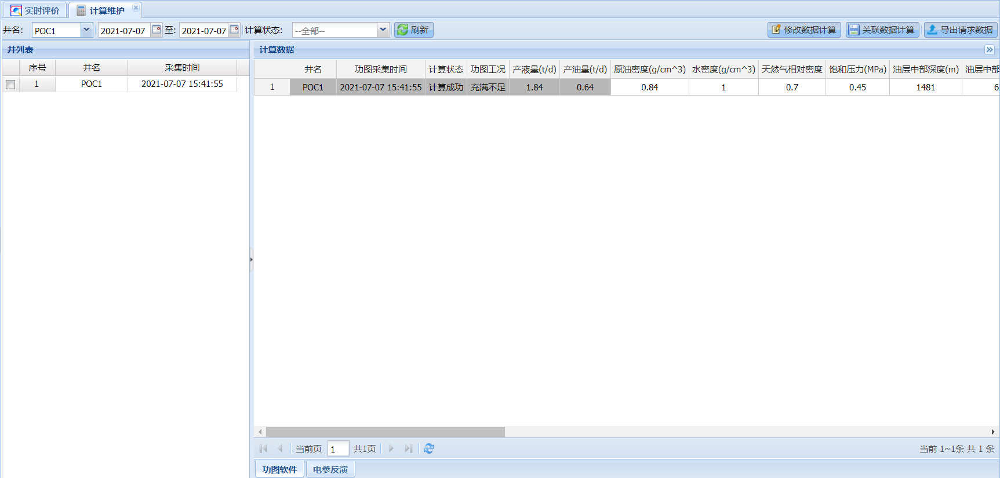 实时评价 计算维护
井名: POC1 2021-07-07 至: 2021-07-07 计算状态: --全部-- 刷新 修改数据计算 关联数据计算 导出请求数据
井列表
序号 井名 采集时间
1 POC1 2021-07-07 15:41:55
计算数据
井名 功图采集时间 计算状态 功图工况 产液量(t/d) 产油量(t/d) 原油密度(g/cm^3) 水密度(g/cm^3) 天然气相对密度 饱和压力(MPa) 油层中部深度(m) 油层中部
1 POC1 2021-07-07 15:41:55 计算成功 充满不足 1.84 0.64 0.84 1 0.7 0.45 1481 6
当前页 1 共1页 当前 1~1条 共 1 条
功图软件 电参反演